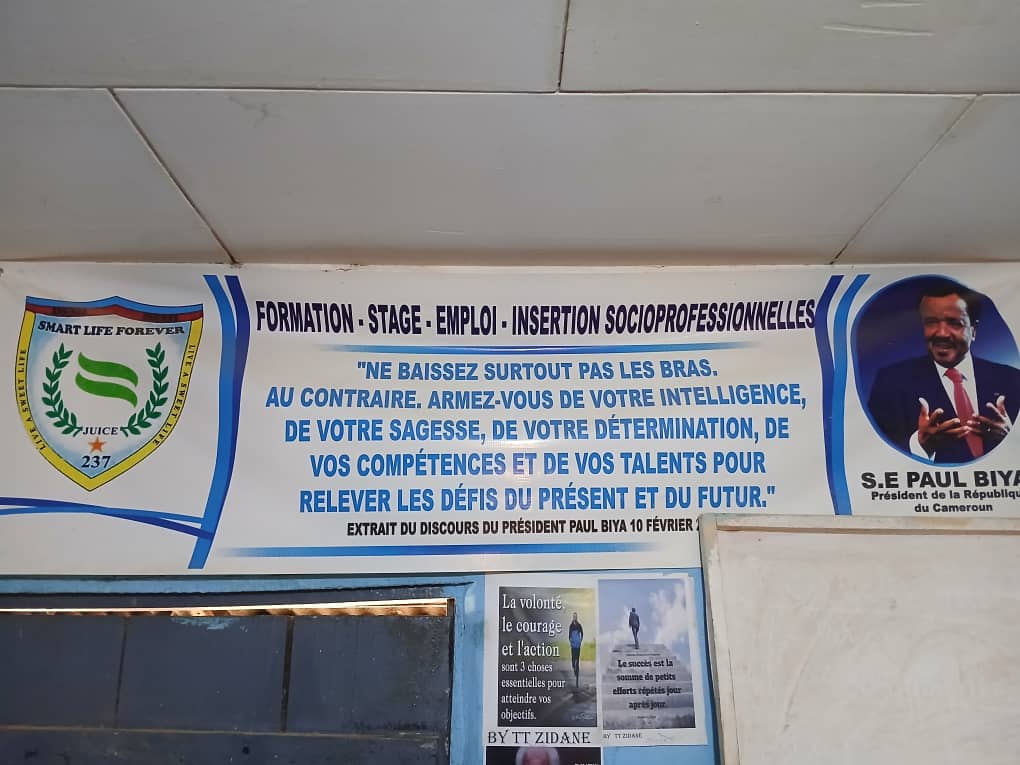 SMART LIFE FOREVER
LIVE A SWEET LIFE
LIVE A SWEET LIFE
JUICE
237
FORMATION - STAGE - EMPLOI - INSERTION SOCIOPROFESSIONNELLES
"NE BAISSEZ SURTOUT PAS LES BRAS.
AU CONTRAIRE. ARMEZ-VOUS DE VOTRE INTELLIGENCE,
DE VOTRE SAGESSE, DE VOTRE DÉTERMINATION, DE
VOS COMPÉTENCES ET DE VOS TALENTS POUR
RELEVER LES DÉFIS DU PRÉSENT ET DU FUTUR."
EXTRAIT DU DISCOURS DU PRÉSIDENT PAUL BIYA 10 FÉVRIER
S.E PAUL BIYA
Président de la Républiqu
du Cameroun
La volonté,
le courage
et l'action
sont 3 choses
essentielles pour
atteindre vos
objectifs.
BY TT ZIDANE
Le succès est la
somme de petits
efforts répétés jour
après jour.
BY TT ZIDANE